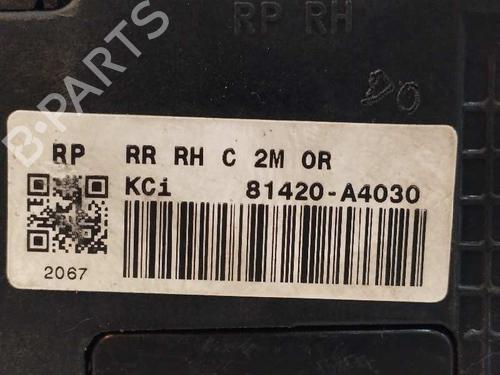 RP RH
B-PARTS
RP RR RH C 2M OR
KCi 81420-A4030
2067